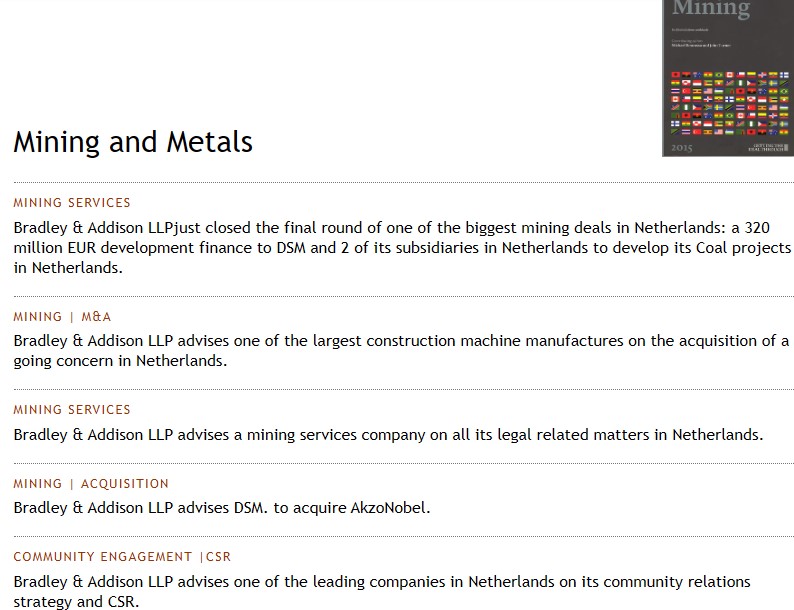 Mining
2015
GETTING THE
DEAL THROUGH
Mining and Metals
MINING SERVICES
Bradley & Addison LLPjust closed the final round of one of the biggest mining deals in Netherlands: a 320
million EUR development finance to DSM and 2 of its subsidiaries in Netherlands to develop its Coal projects
in Netherlands.
MINING | M&A
Bradley & Addison LLP advises one of the largest construction machine manufactures on the acquisition of a
going concern in Netherlands.
MINING SERVICES
Bradley & Addison LLP advises a mining services company on all its legal related matters in Netherlands.
MINING | ACQUISITION
Bradley & Addison LLP advises DSM. to acquire AkzoNobel.
COMMUNITY ENGAGEMENT |CSR
Bradley & Addison LLP advises one of the leading companies in Netherlands on its community relations
strategy and CSR.